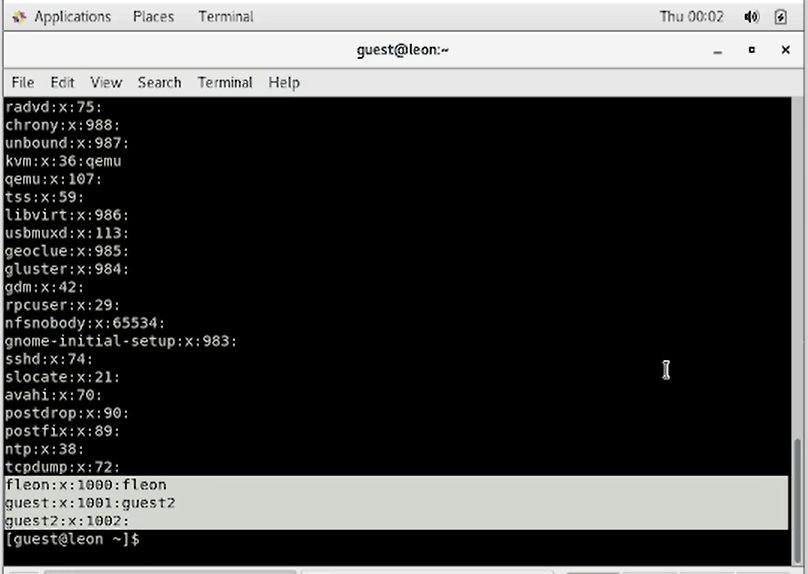 Applications Places Terminal Thu 00:02
guest@leon:~
File Edit View Search Terminal Help
radvd:x:75:
chrony:x:988:
unbound:x:987:
kvm:x:36:qemu
qemu:x:107:
tss:x:59:
libvirt:x:986:
usbmuxd:x:113:
geoclue:x:985:
gluster:x:984:
gdm:x:42:
rpcuser:x:29:
nfsnobody:x:65534:
gnome-initial-setup:x:983:
sshd:x:74:
slocate:x:21:
avahi:x:70:
postdrop:x:90:
postfix:x:89:
ntp:x:38:
tcpdump:x:72:
fleon:x:1000:fleon
guest:x:1001:guest2
guest2:x:1002:
[guest@leon ~]$